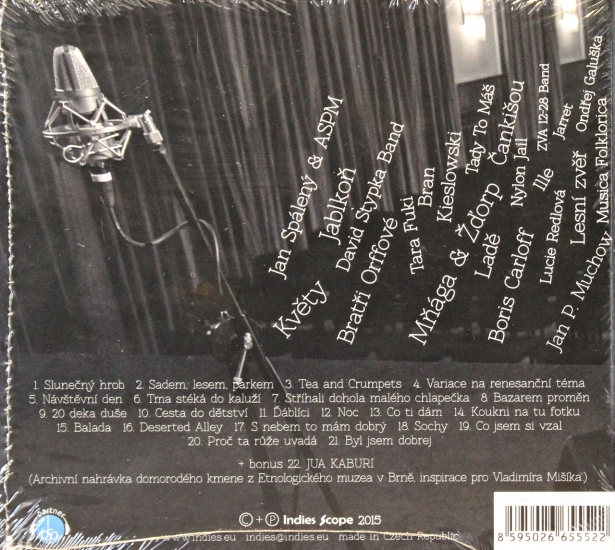 Jan Spálený & ASPM
Květy
Jablkoň
David Stypka Band
Bratři Orffové
Tara Fuki
Bran
Kieslowski
Tady To Máš
Mňága & Žďorp
Čankišou
Ladě
Nylon Jail
ZVA 12-28 Band
Boris Carloff
Ille
Jarret
Lucie Redlová
Lesní zvěř
Ondřej Galuška
Jan P. Muchow
Musica Folklorica
1. Slunečný hrob 2. Sadem, lesem, parkem 3. Tea and Crumpets 4. Variace na renesanční téma
5. Návštěvní den 6. Tma stéká do kaluží 7. Stříhali dohola malého chlapečka 8. Bazarem proměn
9. 20 deka duše 10. Cesta do dětství 11. Ďáblíci 12. Noc 13. Co ti dám 14. Koukni na tu fotku
15. Balada 16. Deserted Alley 17. S nebem to mám dobrý 18. Sochy 19. Co jsem si vzal
20. Proč ta růže uvadá 21. Byl jsem dobrej
+ bonus 22. JUA KABURI
(Archivní nahrávka domorodého kmene z Etnologického muzea v Brně, inspirace pro Vladimíra Mišíka.)
partner
© + Ⓟ Indies Scope 2015
www.indies.eu indies@indies.eu made in Czech Republic
8 595026 655522